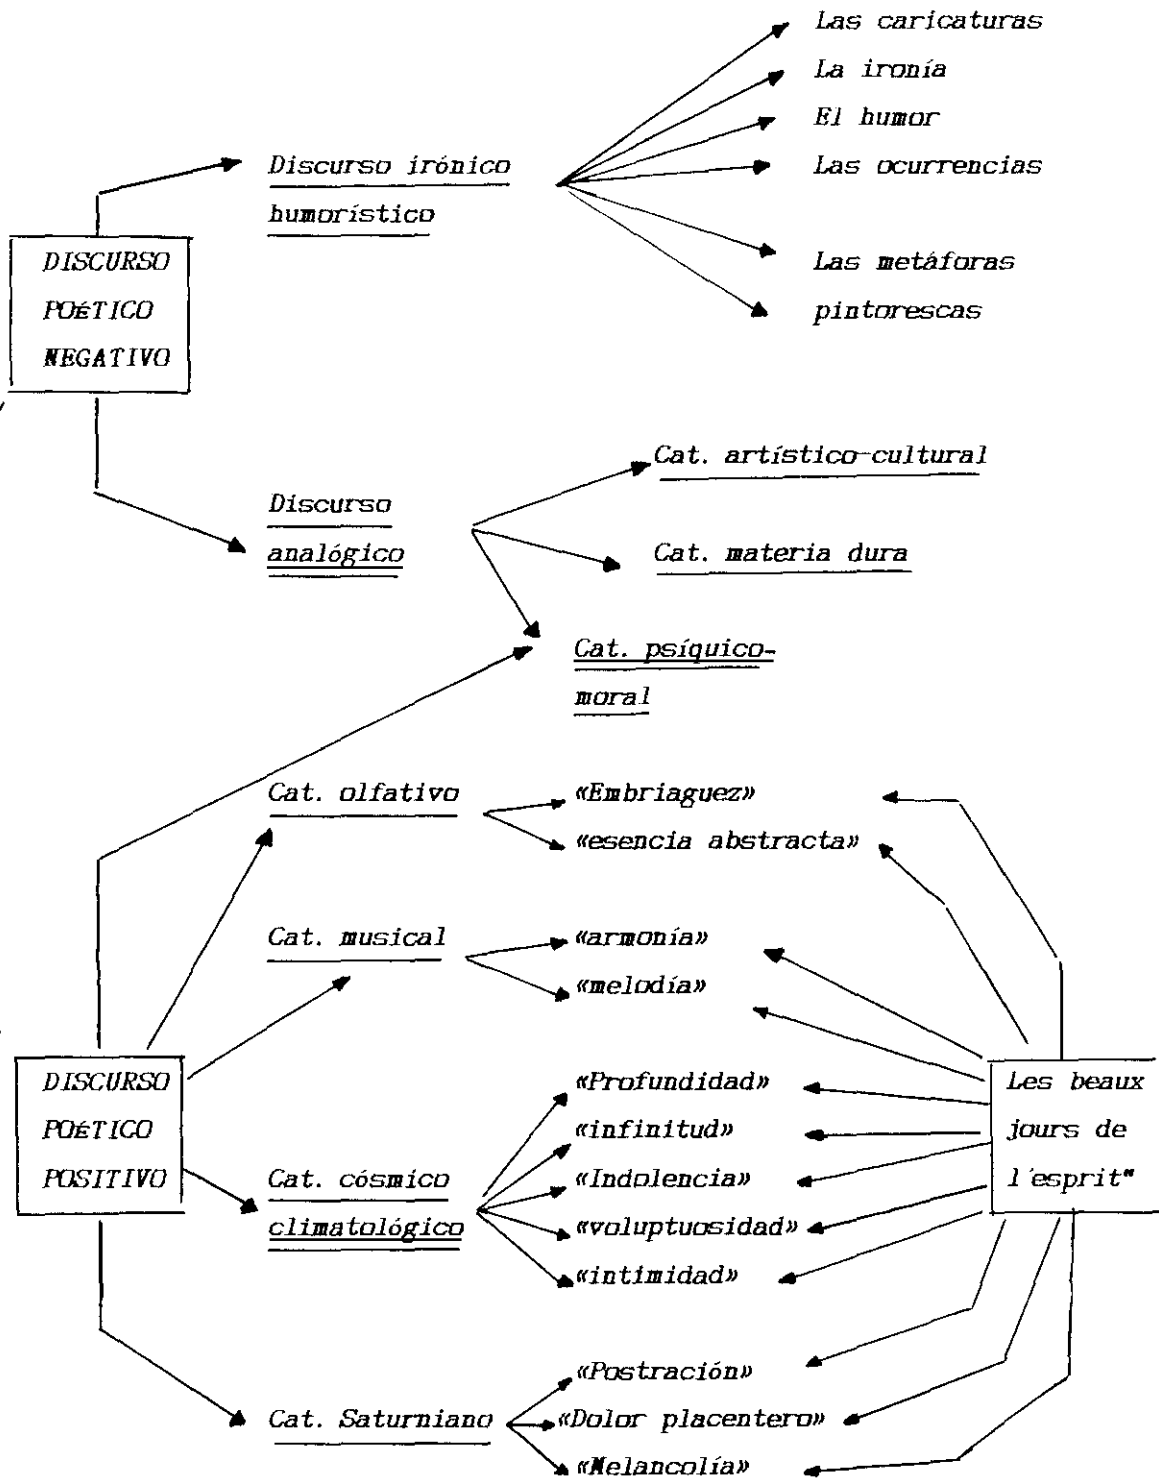 Las caricaturas
La ironía
El humor
Discurso irónico
humorístico
Las ocurrencias
Las metáforas
pintorescas
DISCURSO
POÉTICO
NEGATIVO
Cat. artístico-cultural
Discurso
analógico
Cat. materia dura
Cat. psíquico-
moral
Cat. olfativo
«Embriaguez»
«esencia abstracta»
Cat. musical
«armonía»
«melodía»
DISCURSO
POÉTICO
POSITIVO
«Profundidad»
«infinitud»
Cat. cósmico
climatológico
«Indolencia»
«voluptuosidad»
«intimidad»
Les beaux
jours de
l'esprit"
«Postración»
Cat. Saturniano
«Dolor placentero»
«Melancolía»